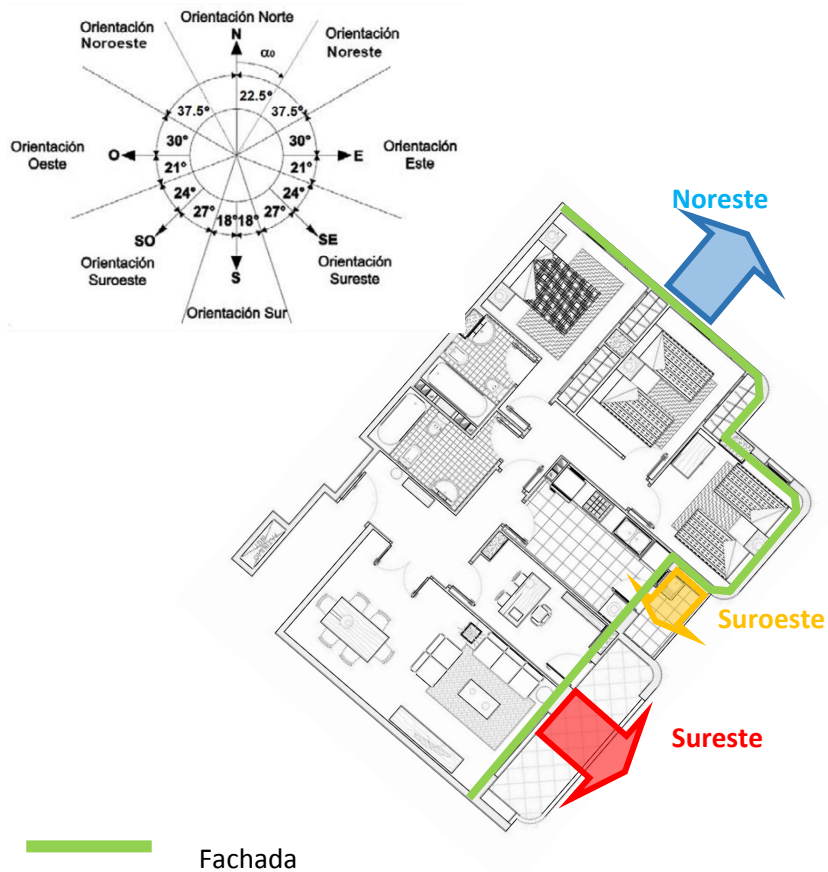 Orientación Norte
N
Orientación
Noroeste
Orientación
Noreste
α₀
22.5°
37.5°
37.5°
30°
30°
Orientación
Oeste
O
E
Orientación
Este
21°
21°
24°
24°
27°
18°
18°
27°
SO
SE
Orientación
Suroeste
S
Orientación
Sureste
Orientación Sur
Noreste
Suroeste
Sureste
Fachada